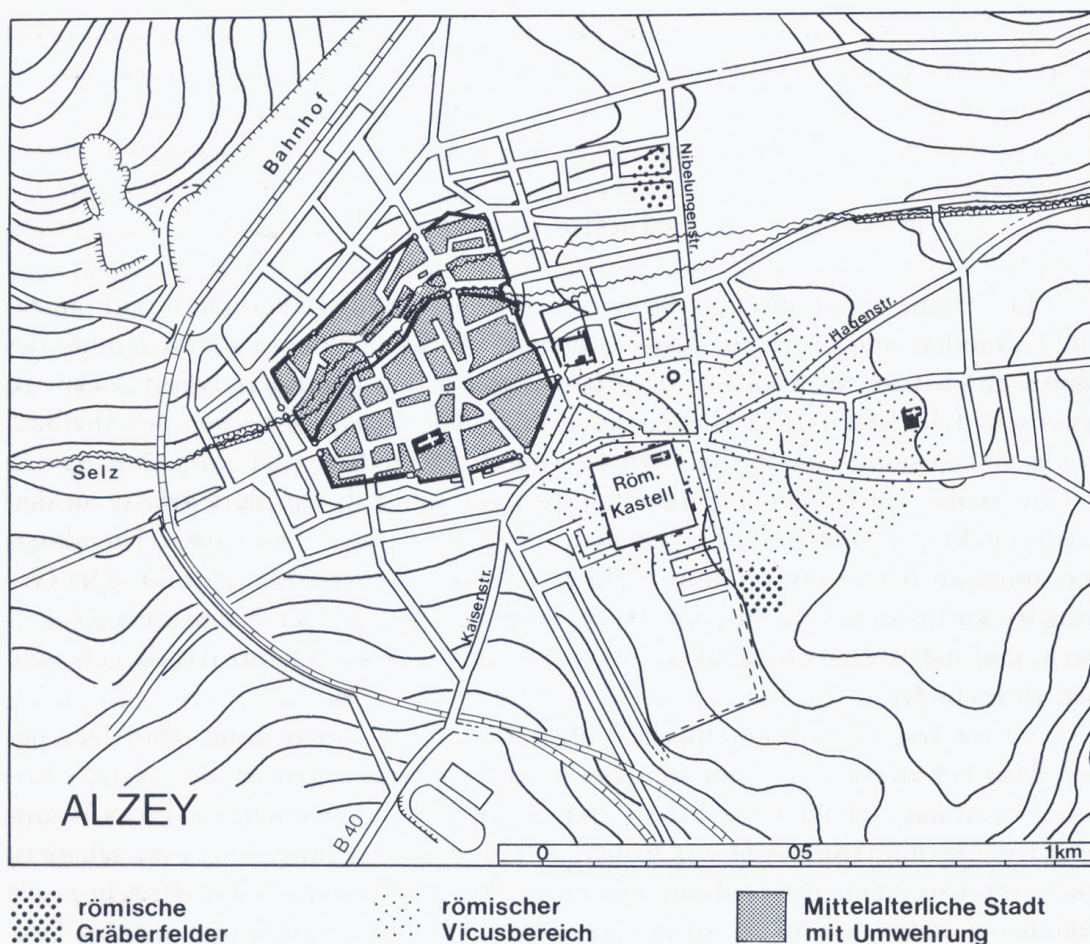 Bahnhof
Nibelungenstr.
Hagenstr.
Selz
Röm.
Kastell
Kaisenstr.
ALZEY
B 40
0 05 1km
römische
Gräberfelder
römischer
Vicusbereich
Mittelalterliche Stadt
mit Umwehrung